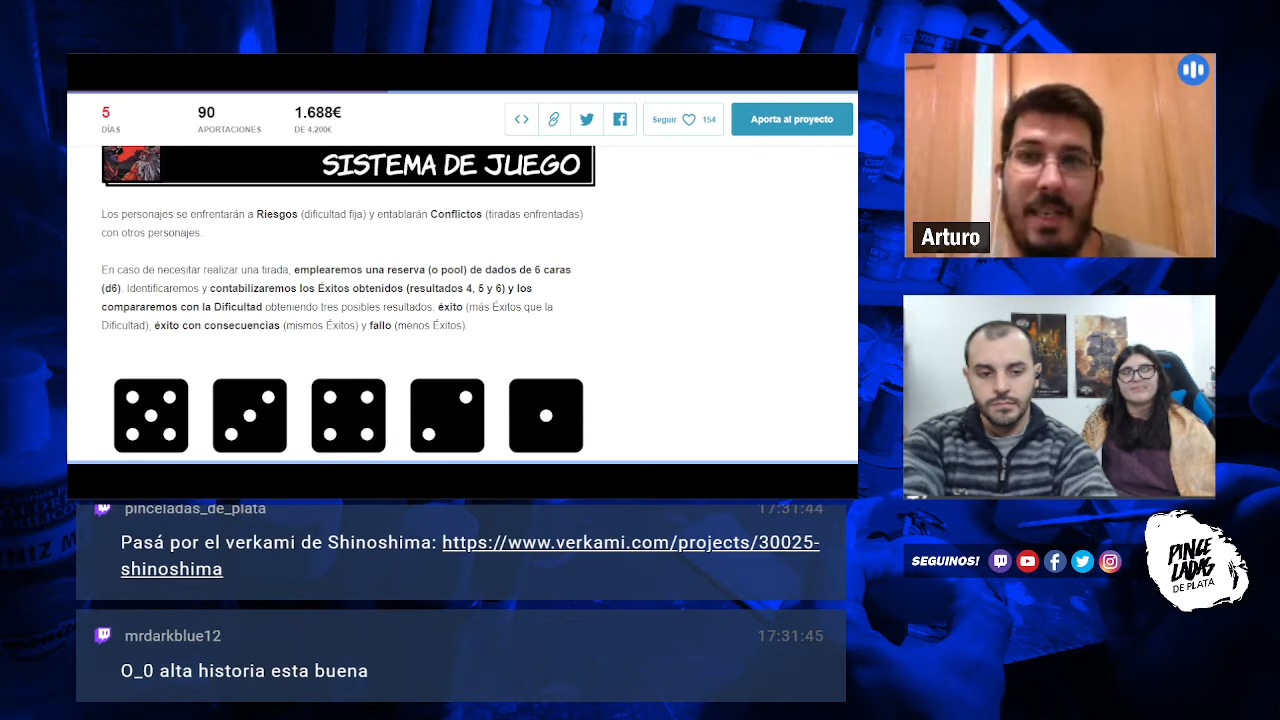 5
DÍAS
90
APORTACIONES
1.688€
DE 4.200€
Seguir
154
Aporta al proyecto
SISTEMA DE JUEGO
Los personajes se enfrentarán a Riesgos (dificultad fija) y entablarán Conflictos (tiradas enfrentadas)
con otros personajes.
En caso de necesitar realizar una tirada, emplearemos una reserva (o pool) de dados de 6 caras
(d6). Identificaremos y contabilizaremos los Éxitos obtenidos (resultados 4, 5 y 6) y los
compararemos con la Dificultad obteniendo tres posibles resultados: éxito (más Éxitos que la
Dificultad), éxito con consecuencias (mismos Éxitos) y fallo (menos Éxitos).
Arturo
pinceladas_de_plata
17:31:44
Pasá por el verkami de Shinoshima: https://www.verkami.com/projects/30025-
shinoshima
mrdarkblue12
17:31:45
O_0 alta historia esta buena
SEGUINOS!
PINCE
LADAS
DE PLATA